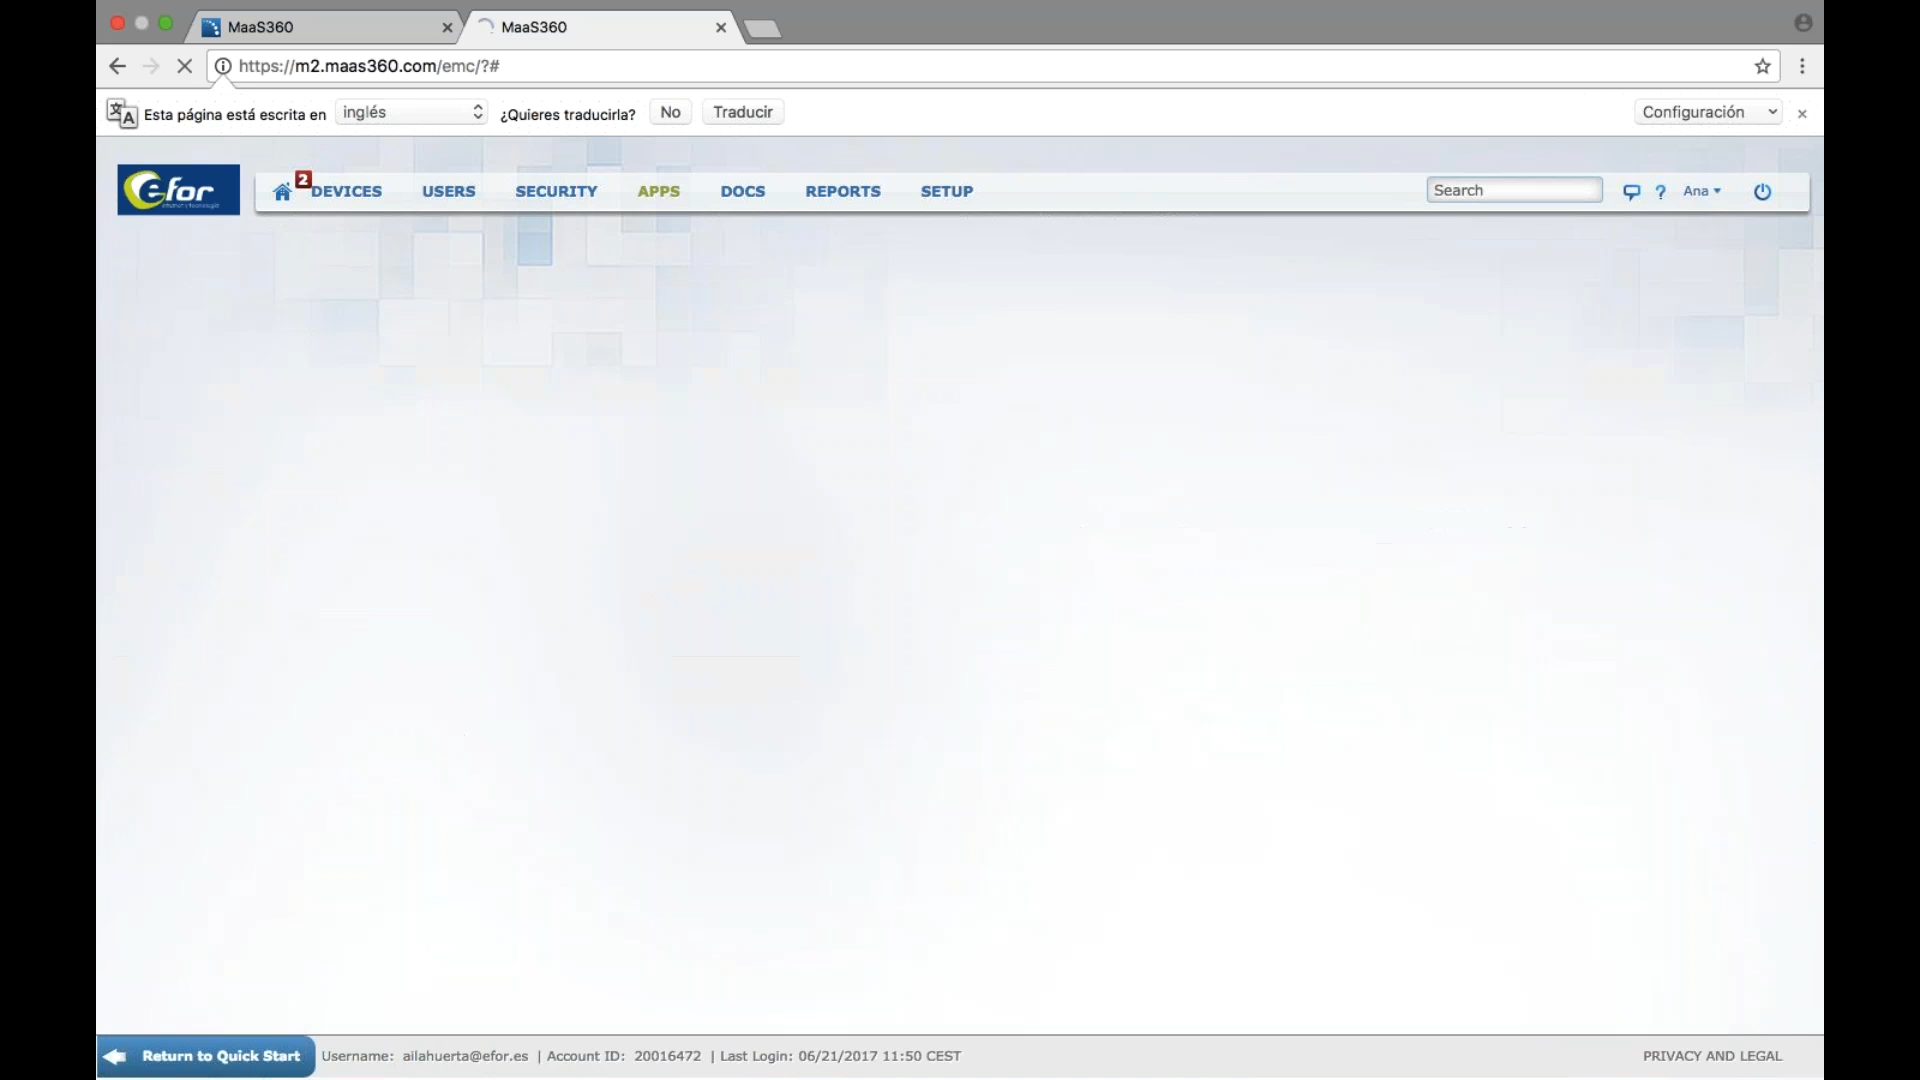 MaaS360
MaaS360
https://m2.maas360.com/emc/?#
Esta página está escrita en inglés ¿Quieres traducirla? No Traducir Configuración
efor
2
DEVICES USERS SECURITY APPS DOCS REPORTS SETUP Search ? Ana
Return to Quick Start Username: ailahuerta@efor.es | Account ID: 20016472 | Last Login: 06/21/2017 11:50 CEST PRIVACY AND LEGAL